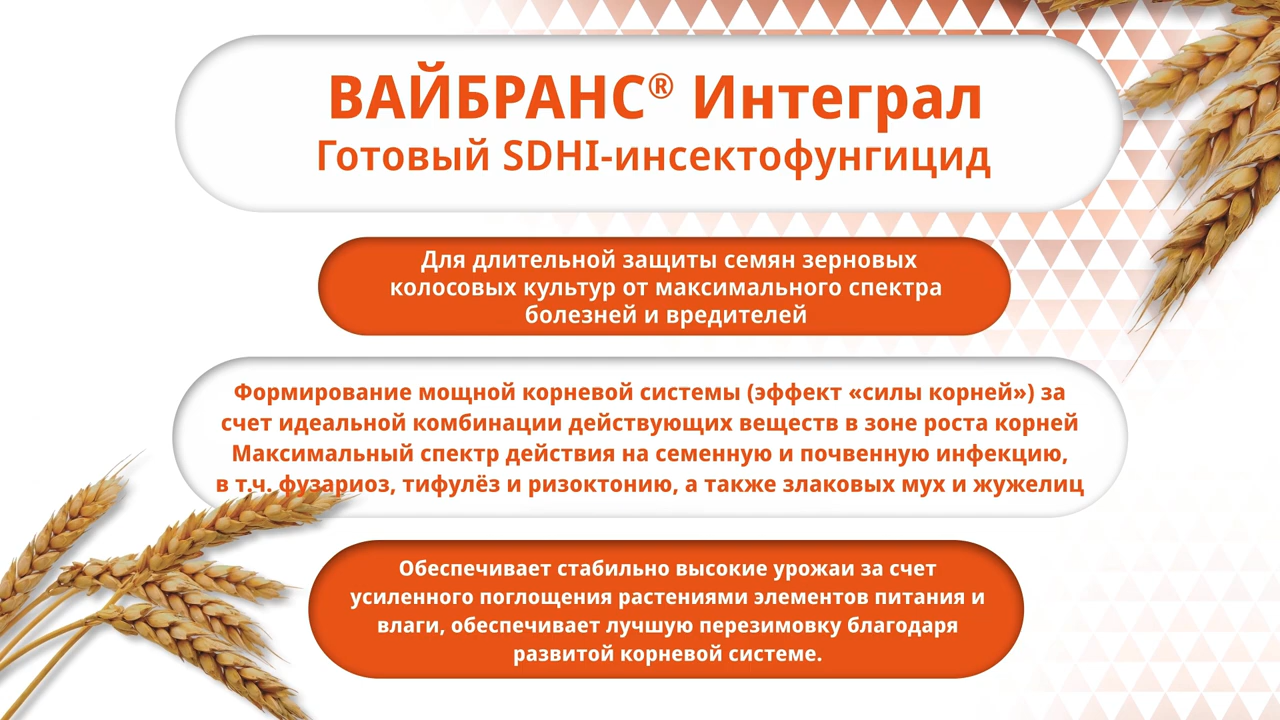 ВАЙБРАНС® Интеграл
Готовый SDHI-инсектофунгицид
Для длительной защиты семян зерновых
колосовых культур от максимального спектра
болезней и вредителей
Формирование мощной корневой системы (эффект «силы корней») за
счет идеальной комбинации действующих веществ в зоне роста корней
Максимальный спектр действия на семенную и почвенную инфекцию,
в т.ч. фузариоз, тифулёз и ризоктонию, а также злаковых мух и жужелиц
Обеспечивает стабильно высокие урожаи за счет
усиленного поглощения растениями элементов питания и
влаги, обеспечивает лучшую перезимовку благодаря
развитой корневой системе.